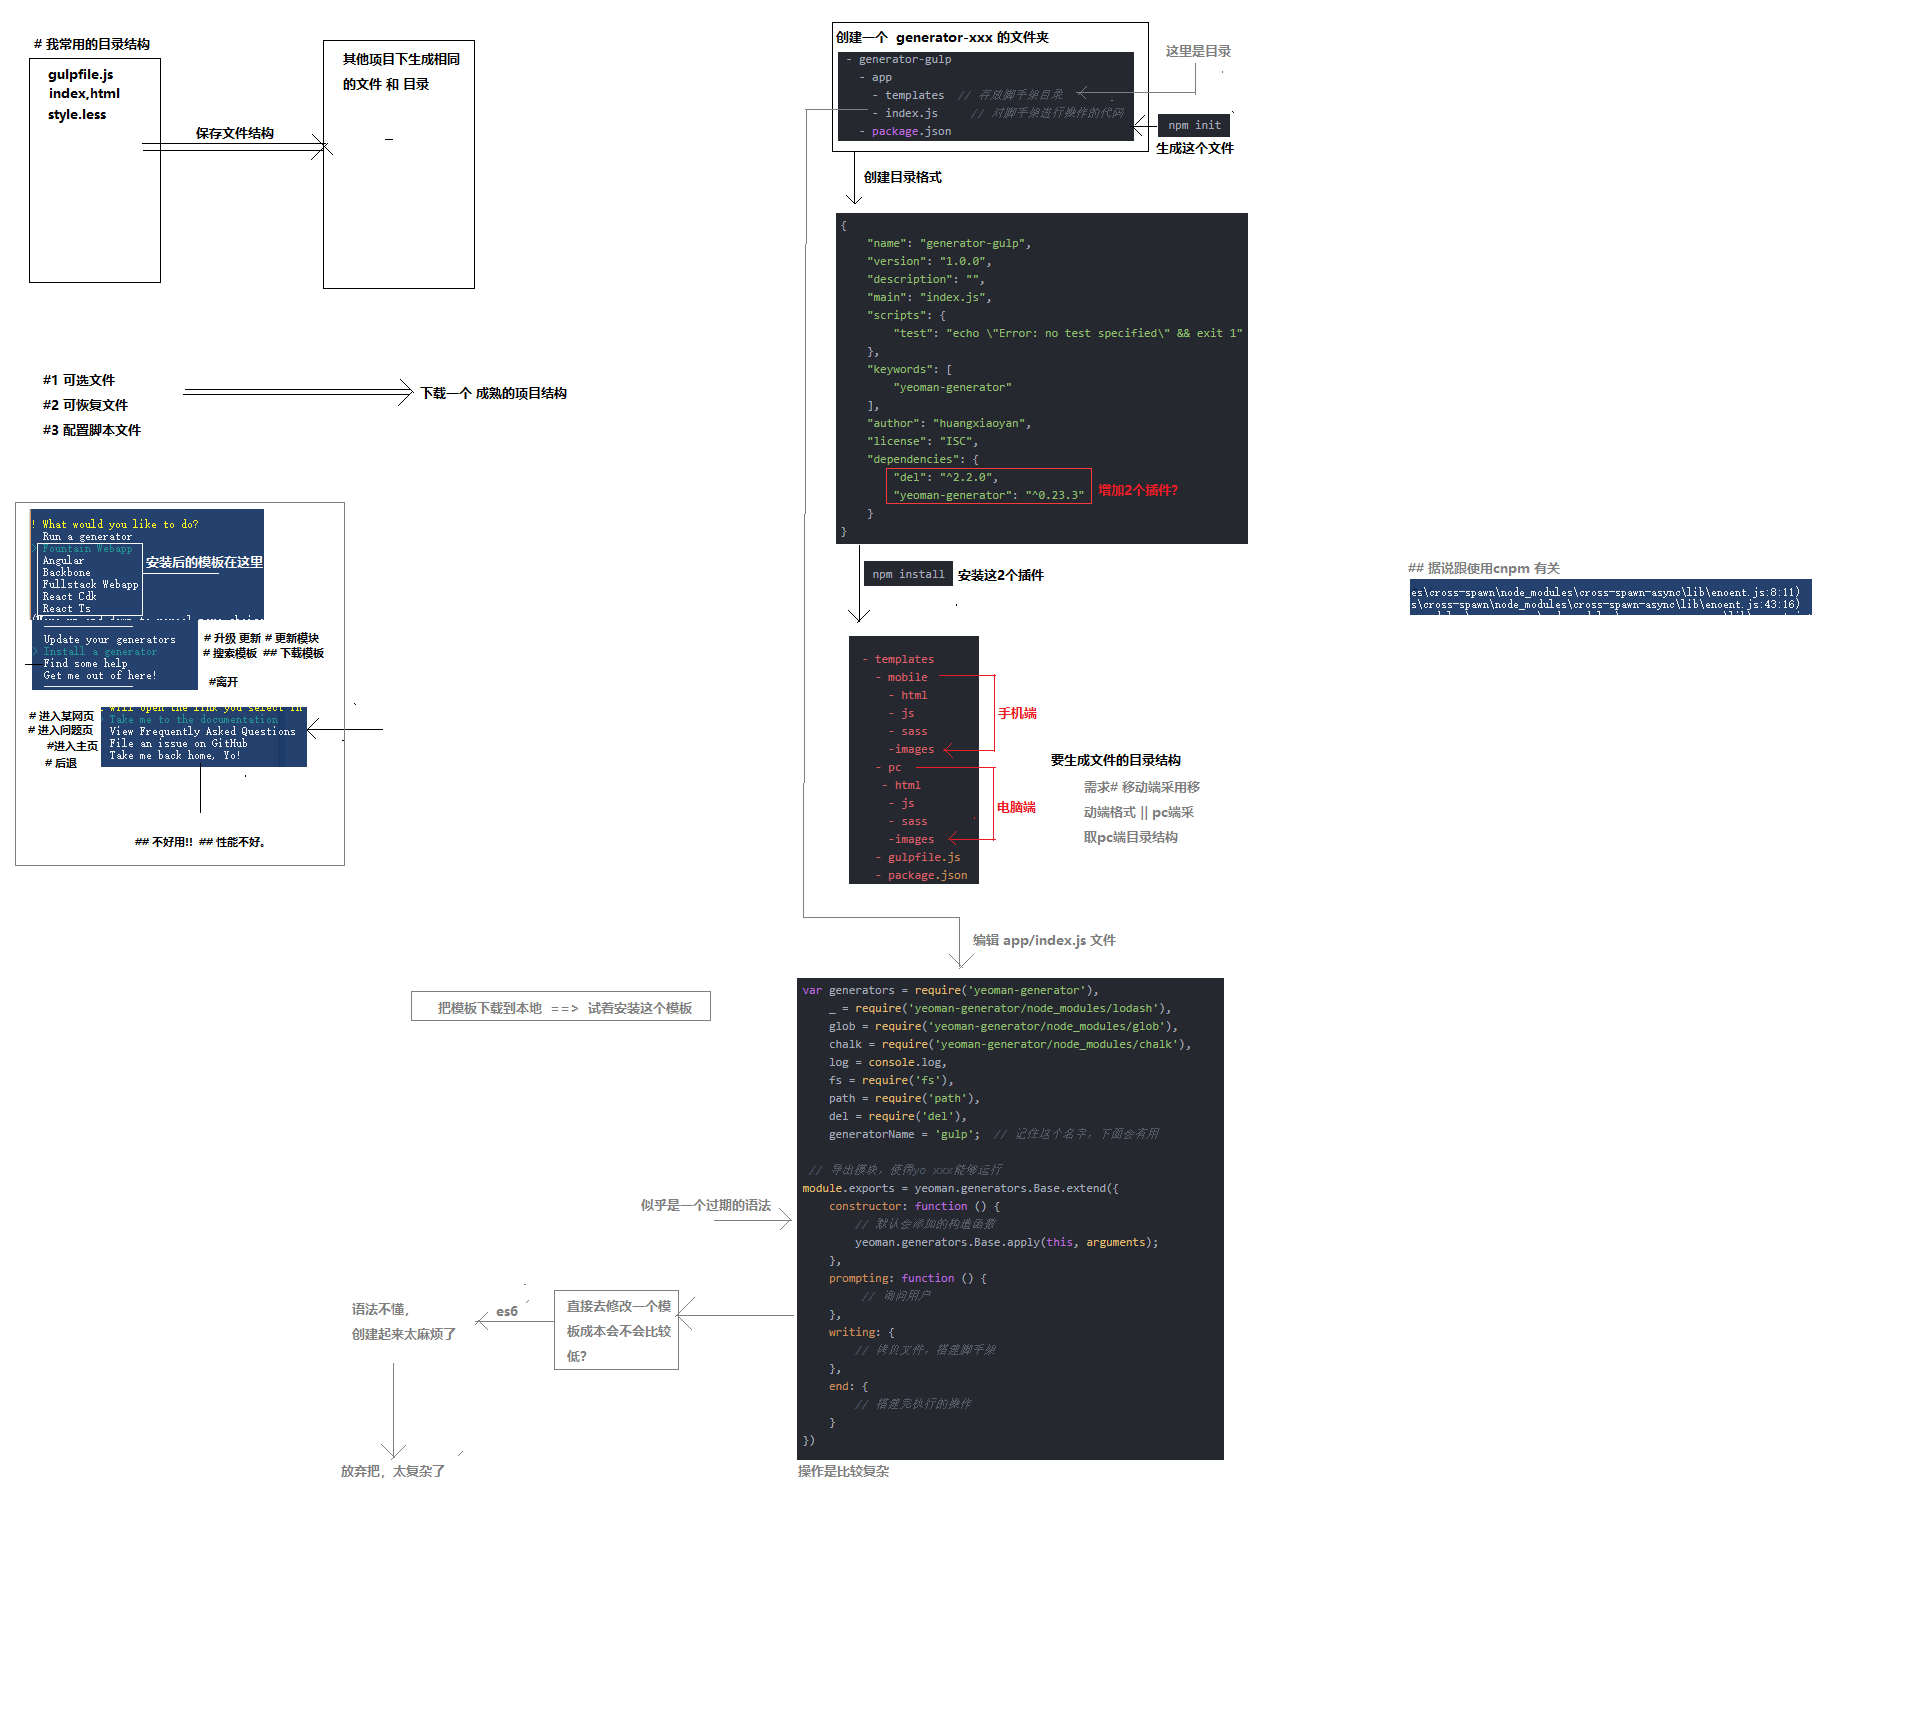 # 我常用的目录结构
gulpfile.js
index,html
style.less
保存文件结构
其他项目下生成相同
的文件 和 目录
#1 可选文件
#2 可恢复文件
#3 配置脚本文件
下载一个 成熟的项目结构
! What would you like to do?
Run a generator
Fountain Webapp
Angular
Backbone
Fullstack Webapp
React Cdk
React Ts
安装后的模板在这里
Update your generators
> Install a generator
Find some help
Get me out of here!
# 升级 更新 # 更新模块
# 搜索模板 ## 下载模板
#离开
# 进入某网页
# 进入问题页
#进入主页
# 后退
will open the link you select in
Take me to the documentation
View Frequently Asked Questions
File an issue on GitHub
Take me back home, Yo!
## 不好用!! ## 性能不好。
创建一个 generator-xxx 的文件夹
- generator-gulp
- app
- templates // 存放脚手架目录
- index.js // 对脚手架进行操作的代码
- package.json
这里是目录
npm init
生成这个文件
创建目录格式
{
"name": "generator-gulp",
"version": "1.0.0",
"description": "",
"main": "index.js",
"scripts": {
"test": "echo \"Error: no test specified\" && exit 1"
},
"keywords": [
"yeoman-generator"
],
"author": "huangxiaoyan",
"license": "ISC",
"dependencies": {
"del": "^2.2.0",
"yeoman-generator": "^0.23.3"
}
}
增加2个插件?
npm install
安装这2个插件
- templates
- mobile
- html
- js
- sass
-images
- pc
- html
- js
- sass
-images
- gulpfile.js
- package.json
手机端
电脑端
要生成文件的目录结构
需求# 移动端采用移
动端格式 || pc端采
取pc端目录结构
## 据说跟使用cnpm 有关
es\cross-spawn\node_modules\cross-spawn-async\lib\enoent.js:8:11)
s\cross-spawn\node_modules\cross-spawn-async\lib\enoent.js:43:16)
编辑 app/index.js 文件
把模板下载到本地 ==> 试着安装这个模板
var generators = require('yeoman-generator'),
_ = require('yeoman-generator/node_modules/lodash'),
glob = require('yeoman-generator/node_modules/glob'),
chalk = require('yeoman-generator/node_modules/chalk'),
log = console.log,
fs = require('fs'),
path = require('path'),
del = require('del'),
generatorName = 'gulp'; // 记住这个名字，下面会有用
// 导出模块，使得yo xxx能够运行
module.exports = yeoman.generators.Base.extend({
constructor: function () {
// 默认会添加的构造函数
yeoman.generators.Base.apply(this, arguments);
},
prompting: function () {
// 询问用户
},
writing: {
// 拷贝文件，搭建脚手架
},
end: {
// 搭建完执行的操作
}
})
似乎是一个过期的语法
直接去修改一个模
板成本会不会比较
低?
es6
语法不懂，
创建起来太麻烦了
放弃把，太复杂了
操作是比较复杂